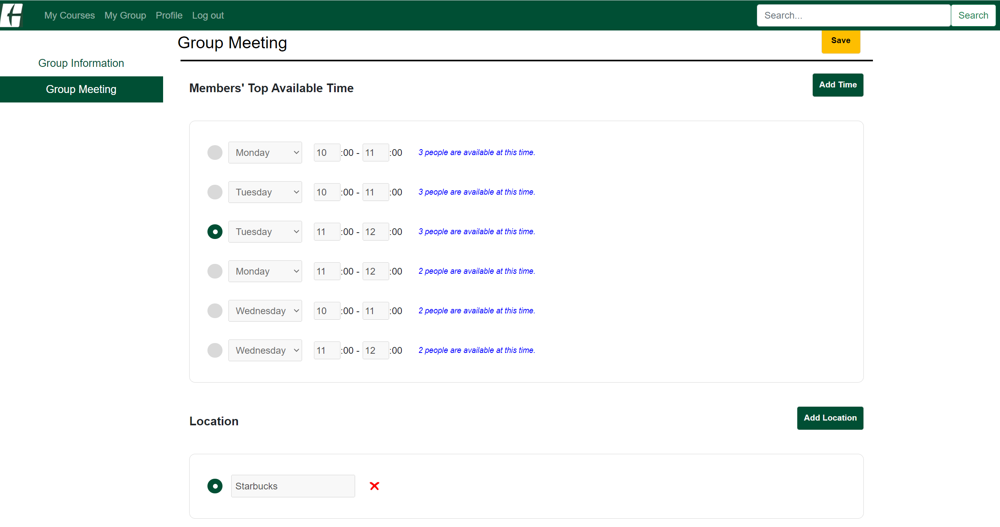 My Courses My Group Profile Log out Search... Search
Group Meeting Save
Group Information
Group Meeting
Members' Top Available Time Add Time
Monday 10 :00 - 11 :00 3 people are available at this time.
Tuesday 10 :00 - 11 :00 3 people are available at this time.
Tuesday 11 :00 - 12 :00 3 people are available at this time.
Monday 11 :00 - 12 :00 2 people are available at this time.
Wednesday 10 :00 - 11 :00 2 people are available at this time.
Wednesday 11 :00 - 12 :00 2 people are available at this time.
Location Add Location
Starbucks